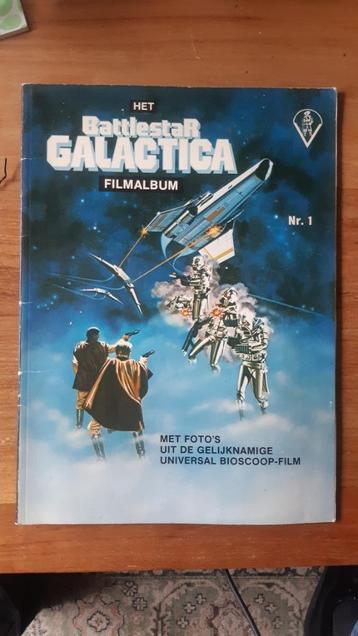 HET
BattlestaR
GALACTICA
FILMALBUM
Nr. 1
MET FOTO'S
UIT DE GELIJKNAMIGE
UNIVERSAL BIOSCOOP-FILM